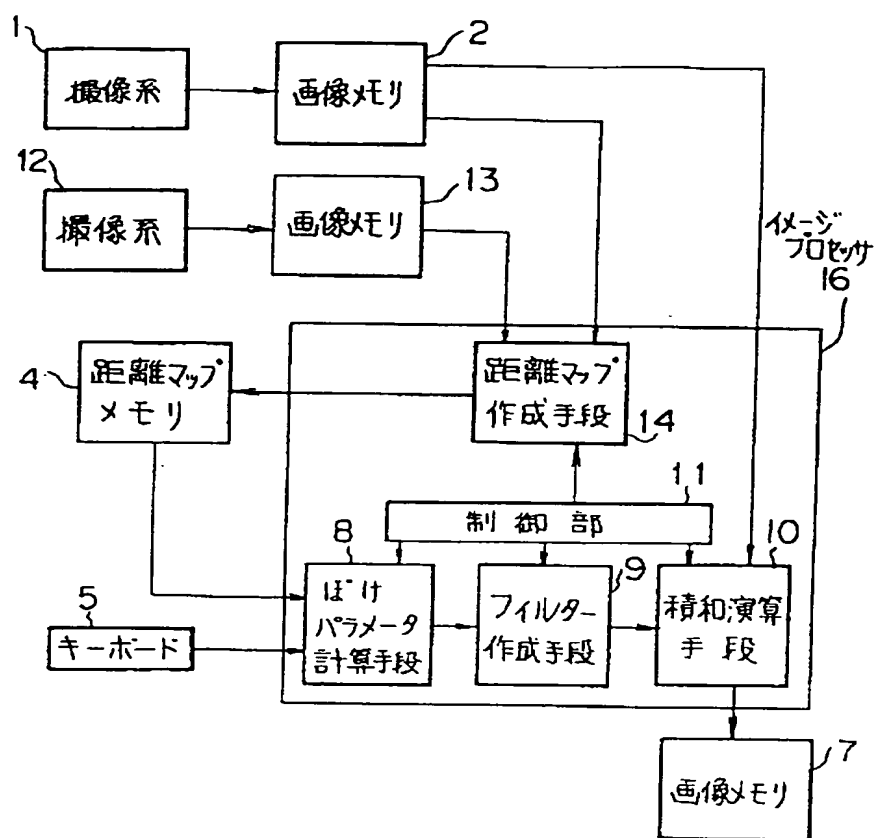 1
撮像系
2
画像メモリ
12
撮像系
13
画像メモリ
イメージ
プロセッサ
16
4
距離マップ
メモリ
距離マップ
作成手段
14
11
制御部
5
キーボード
8
ぼけ
パラメータ
計算手段
9
フィルター
作成手段
10
積和演算
手段
7
画像メモリ